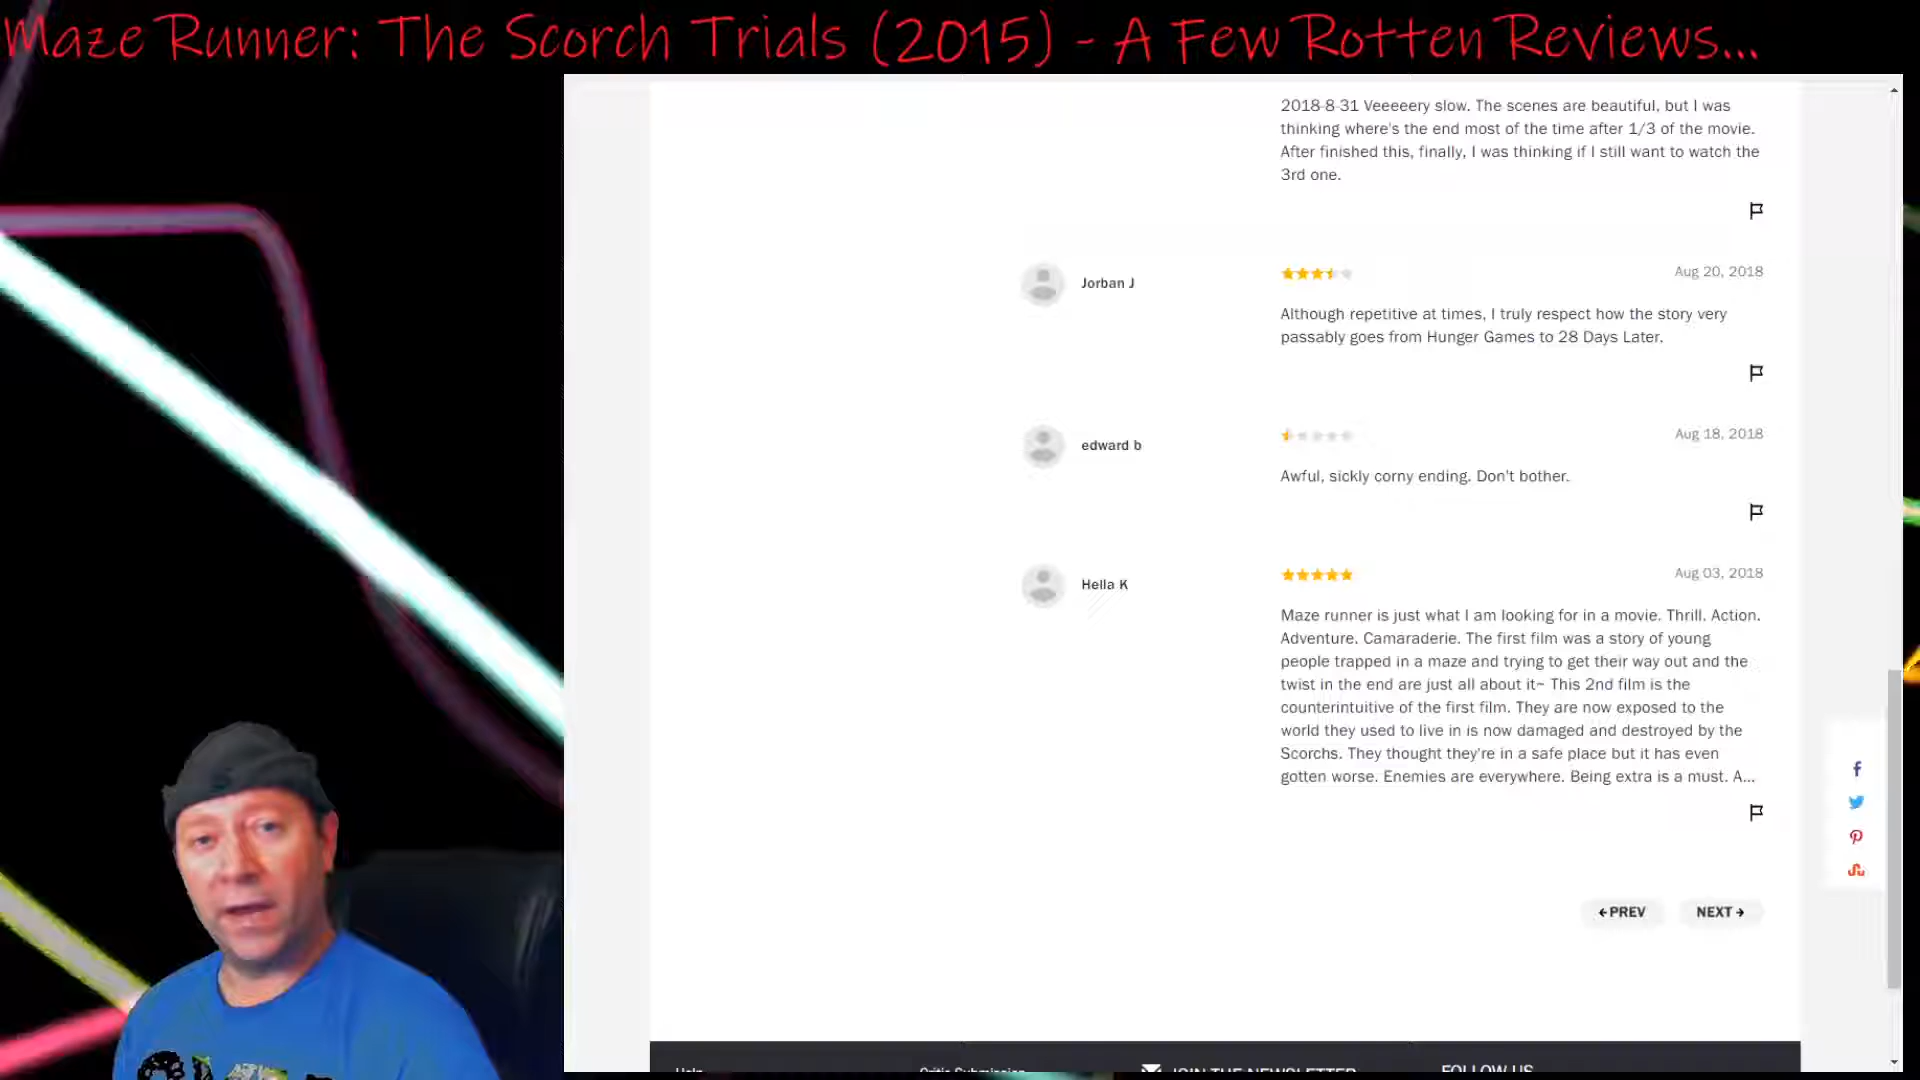 Maze Runner: The Scorch Trials (2015) - A Few Rotten Reviews...
2018-8-31 Veeeeery slow. The scenes are beautiful, but I was
thinking where's the end most of the time after 1/3 of the movie.
After finished this, finally, I was thinking if I still want to watch the
3rd one.
Jorban J
Aug 20, 2018
Although repetitive at times, I truly respect how the story very
passably goes from Hunger Games to 28 Days Later.
edward b
Aug 18, 2018
Awful, sickly corny ending. Don't bother.
Hella K
Aug 03, 2018
Maze runner is just what I am looking for in a movie. Thrill. Action.
Adventure. Camaraderie. The first film was a story of young
people trapped in a maze and trying to get their way out and the
twist in the end are just all about it~ This 2nd film is the
counterintuitive of the first film. They are now exposed to the
world they used to live in is now damaged and destroyed by the
Scorchs. They thought they're in a safe place but it has even
gotten worse. Enemies are everywhere. Being extra is a must. A...
PREV
NEXT
Help
Critic Submission
JOIN THE NEWSLETTER
FOLLOW US